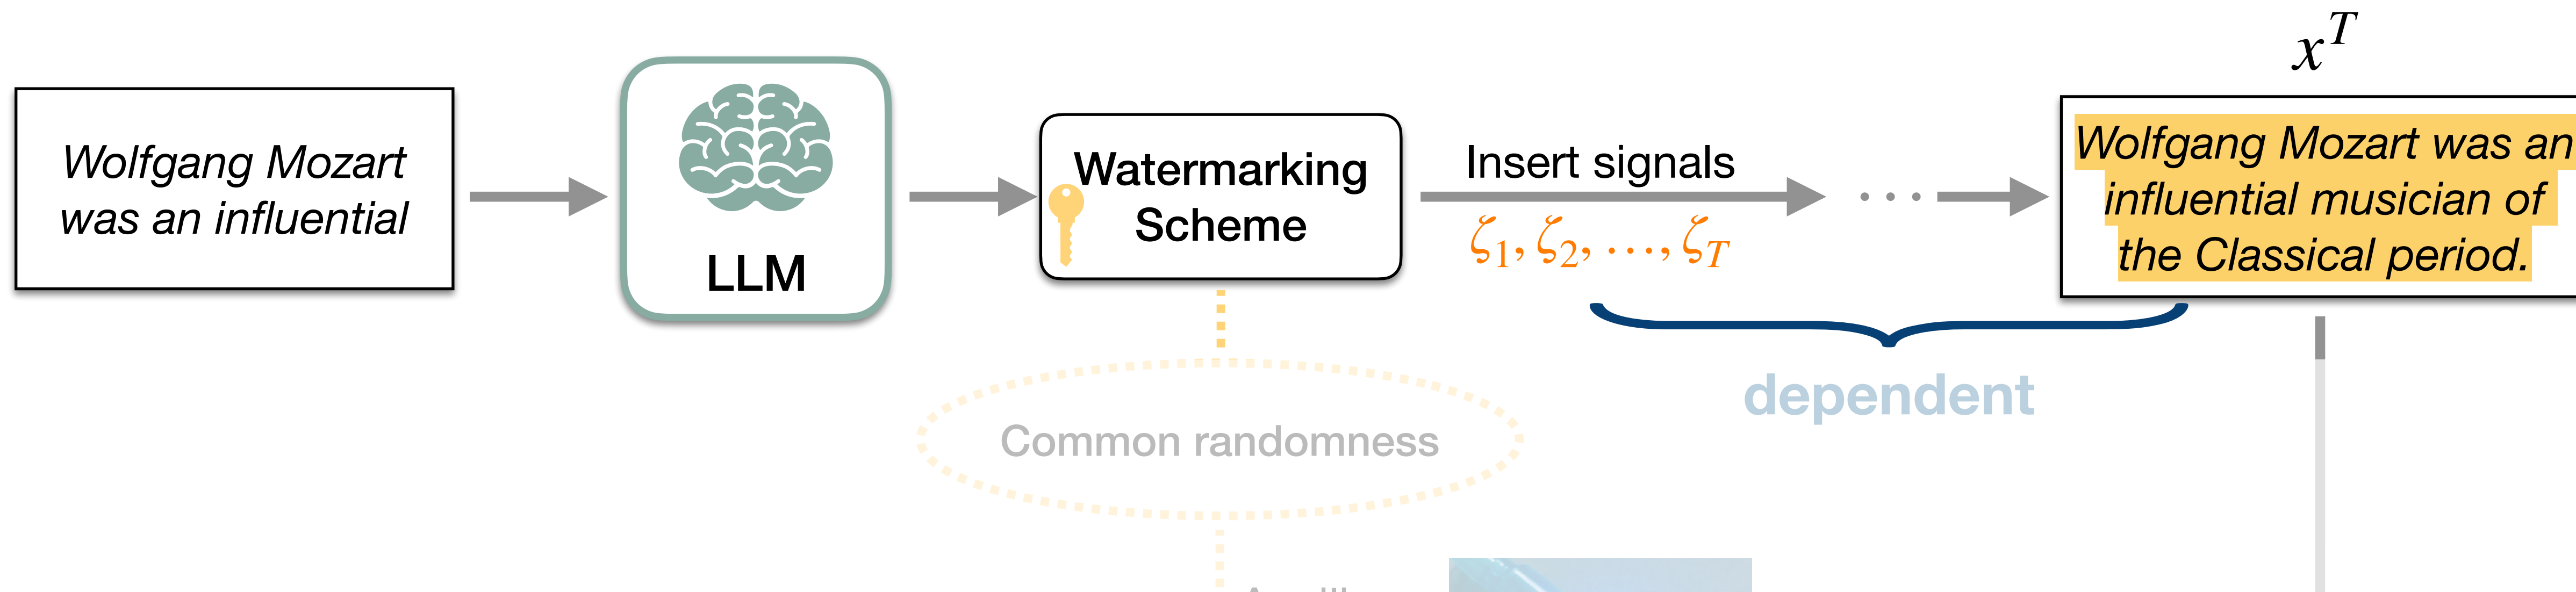 x^T
Wolfgang Mozart
was an influential
LLM
Watermarking
Scheme
Insert signals
ζ₁, ζ₂, …, ζ_T
Wolfgang Mozart was an
influential musician of
the Classical period.
dependent
Common randomness